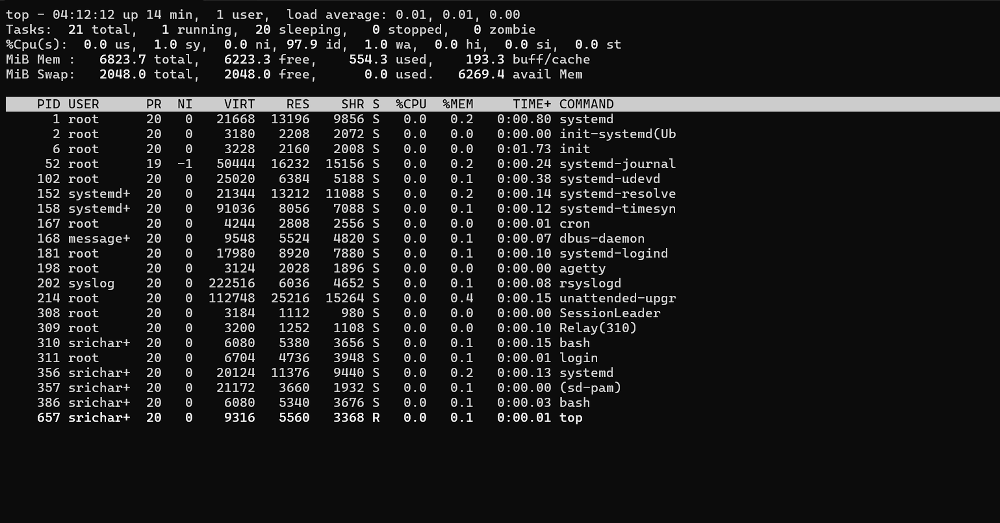 top - 04:12:12 up 14 min,  1 user,  load average: 0.01, 0.01, 0.00
Tasks:  21 total,   1 running,  20 sleeping,   0 stopped,   0 zombie
%Cpu(s):  0.0 us,  1.0 sy,  0.0 ni, 97.9 id,  1.0 wa,  0.0 hi,  0.0 si,  0.0 st
MiB Mem :   6823.7 total,   6223.3 free,    554.3 used,    193.3 buff/cache
MiB Swap:   2048.0 total,   2048.0 free,      0.0 used.   6269.4 avail Mem
    PID USER      PR  NI    VIRT    RES    SHR S  %CPU  %MEM     TIME+ COMMAND
      1 root      20   0   21668  13196   9856 S   0.0   0.2   0:00.80 systemd
      2 root      20   0    3180   2208   2072 S   0.0   0.0   0:00.00 init-systemd(Ub
      6 root      20   0    3228   2160   2008 S   0.0   0.0   0:01.73 init
     52 root      19  -1   50444  16232  15156 S   0.0   0.2   0:00.24 systemd-journal
    102 root      20   0   25020   6384   5188 S   0.0   0.1   0:00.38 systemd-udevd
    152 systemd+  20   0   21344  13212  11088 S   0.0   0.2   0:00.14 systemd-resolve
    158 systemd+  20   0   91036   8056   7088 S   0.0   0.1   0:00.12 systemd-timesyn
    167 root      20   0    4244   2808   2556 S   0.0   0.0   0:00.01 cron
    168 message+  20   0    9548   5524   4820 S   0.0   0.1   0:00.07 dbus-daemon
    181 root      20   0   17980   8920   7880 S   0.0   0.1   0:00.10 systemd-logind
    198 root      20   0    3124   2028   1896 S   0.0   0.0   0:00.00 agetty
    202 syslog    20   0  222516   6036   4652 S   0.0   0.1   0:00.08 rsyslogd
    214 root      20   0  112748  25216  15264 S   0.0   0.4   0:00.15 unattended-upgr
    308 root      20   0    3184   1112    980 S   0.0   0.0   0:00.00 SessionLeader
    309 root      20   0    3200   1252   1108 S   0.0   0.0   0:00.10 Relay(310)
    310 srichar+  20   0    6080   5380   3656 S   0.0   0.1   0:00.15 bash
    311 root      20   0    6704   4736   3948 S   0.0   0.1   0:00.01 login
    356 srichar+  20   0   20124  11376   9440 S   0.0   0.2   0:00.13 systemd
    357 srichar+  20   0   21172   3660   1932 S   0.0   0.1   0:00.00 (sd-pam)
    386 srichar+  20   0    6080   5340   3676 S   0.0   0.1   0:00.03 bash
    657 srichar+  20   0    9316   5560   3368 R   0.0   0.1   0:00.01 top